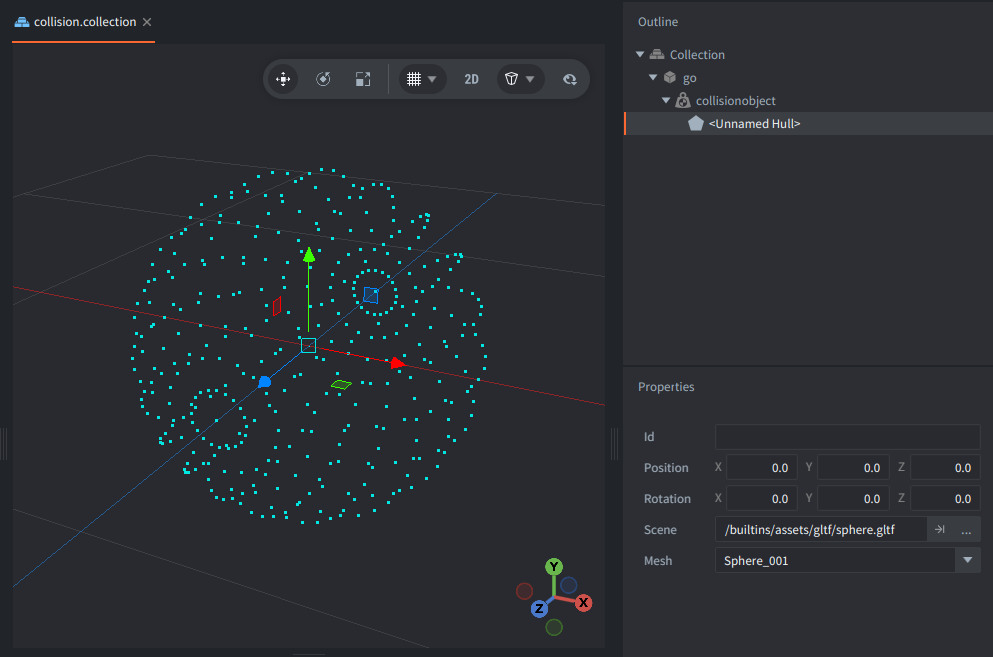 collision.collection
2D
Y
X
Z
Outline
Collection
go
collisionobject
<Unnamed Hull>
Properties
Id
Position X 0.0 Y 0.0 Z 0.0
Rotation X 0.0 Y 0.0 Z 0.0
Scene /builtins/assets/gltf/sphere.gltf ...
Mesh Sphere_001